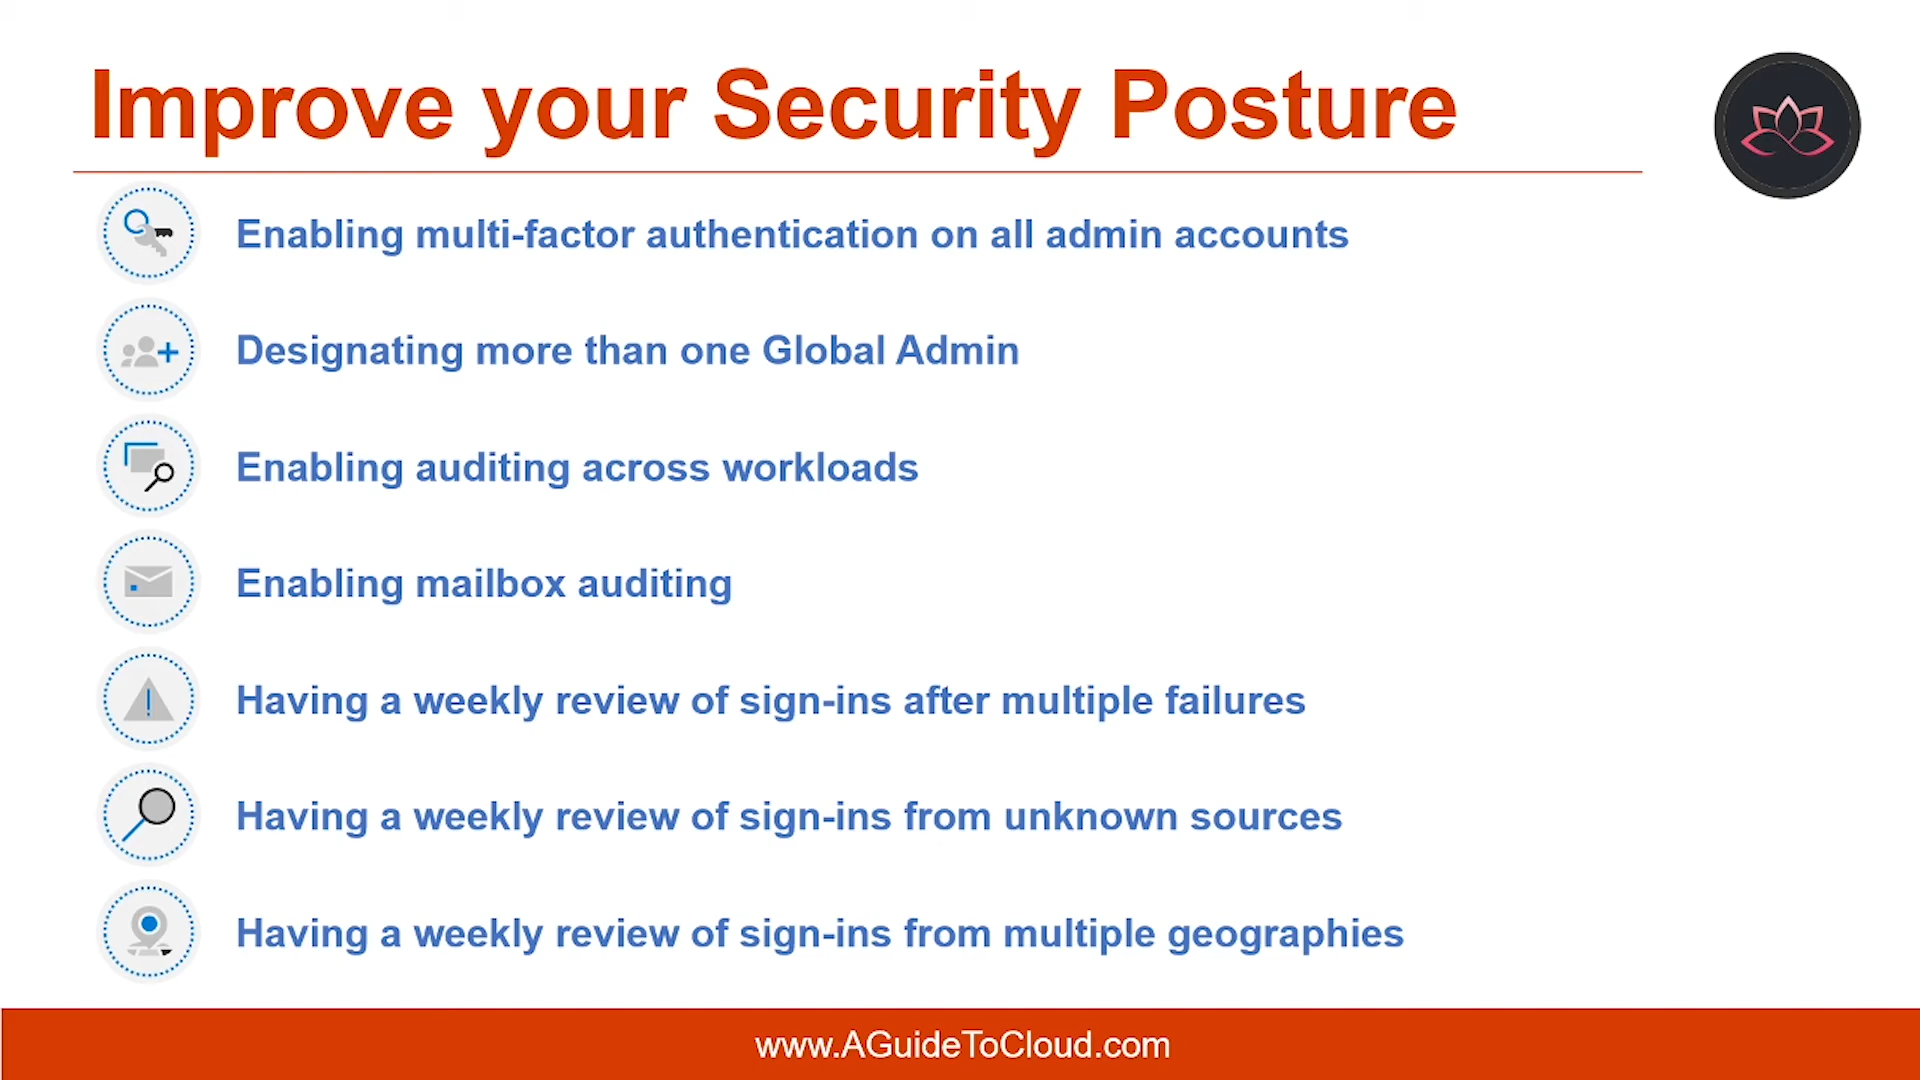 Improve your Security Posture
Enabling multi-factor authentication on all admin accounts
Designating more than one Global Admin
Enabling auditing across workloads
Enabling mailbox auditing
Having a weekly review of sign-ins after multiple failures
Having a weekly review of sign-ins from unknown sources
Having a weekly review of sign-ins from multiple geographies
www.AGuideToCloud.com